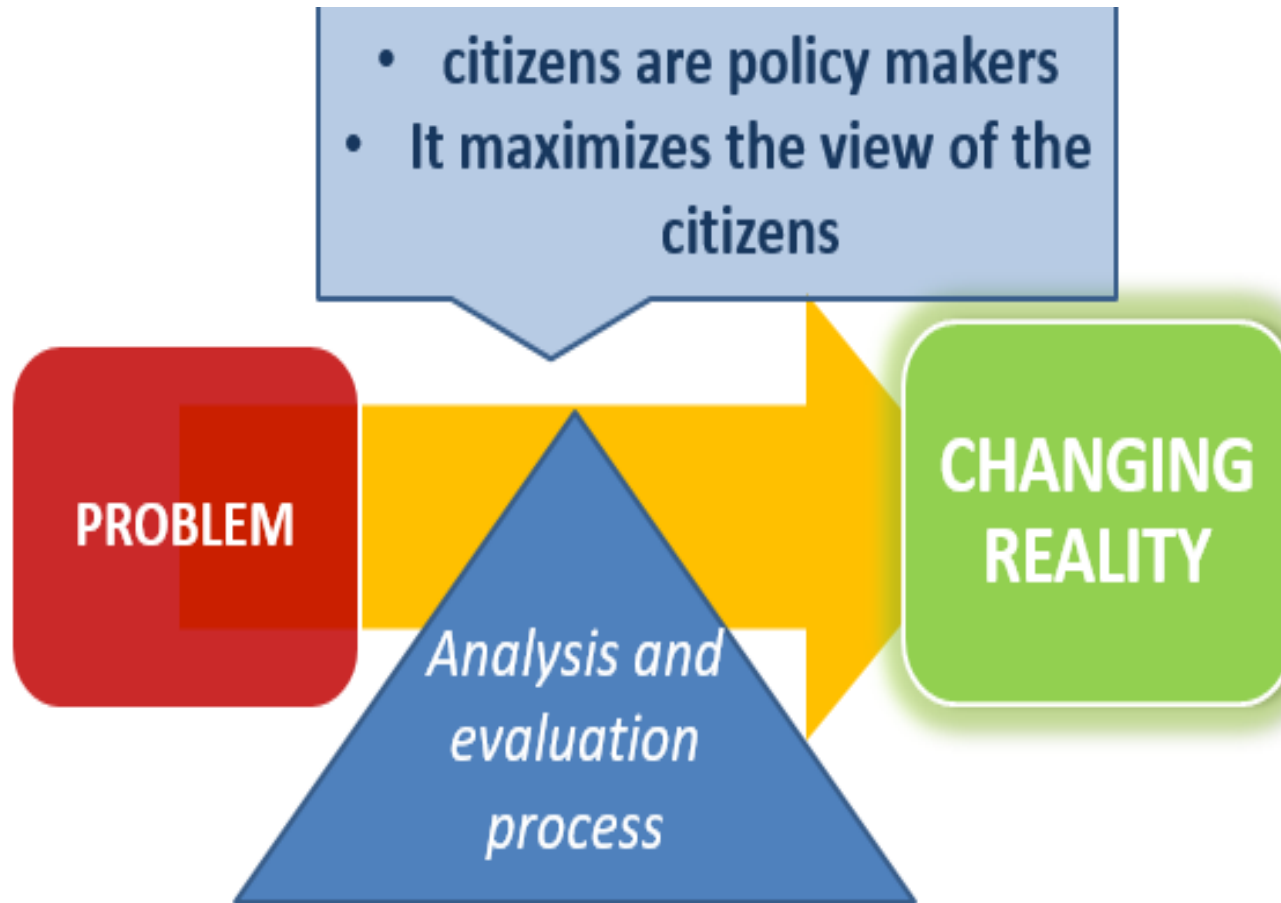 • citizens are policy makers
• It maximizes the view of the
citizens
PROBLEM
CHANGING
REALITY
Analysis and
evaluation
process